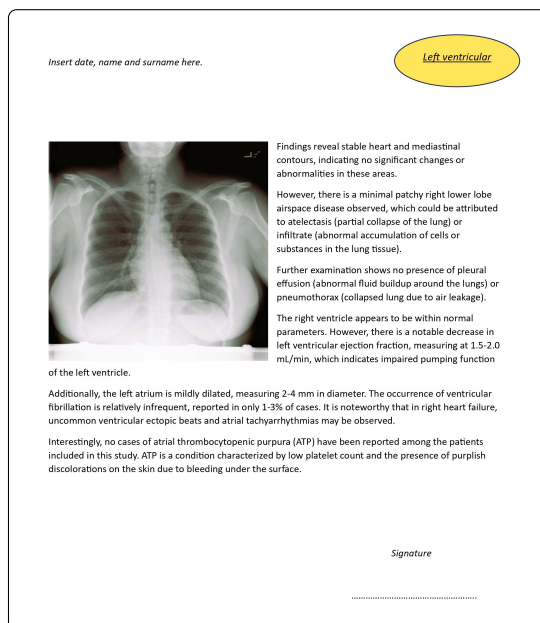 Insert date, name and surname here.
Left ventricular
Findings reveal stable heart and mediastinal
contours, indicating no significant changes or
abnormalities in these areas.
However, there is a minimal patchy right lower lobe
airspace disease observed, which could be attributed
to atelectasis (partial collapse of the lung) or
infiltrate (abnormal accumulation of cells or
substances in the lung tissue).
Further examination shows no presence of pleural
effusion (abnormal fluid buildup around the lungs) or
pneumothorax (collapsed lung due to air leakage).
The right ventricle appears to be within normal
parameters. However, there is a notable decrease in
left ventricular ejection fraction, measuring at 1.5-2.0
mL/min, which indicates impaired pumping function
of the left ventricle.
Additionally, the left atrium is mildly dilated, measuring 2-4 mm in diameter. The occurrence of ventricular
fibrillation is relatively infrequent, reported in only 1-3% of cases. It is noteworthy that in right heart failure,
uncommon ventricular ectopic beats and atrial tachyarrhythmias may be observed.
Interestingly, no cases of atrial thrombocytopenic purpura (ATP) have been reported among the patients
included in this study. ATP is a condition characterized by low platelet count and the presence of purplish
discolorations on the skin due to bleeding under the surface.
Signature